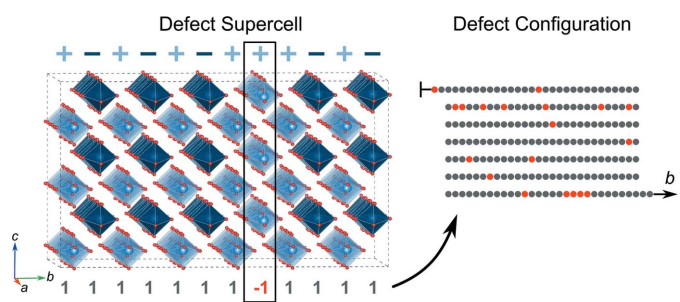 Defect Supercell
Defect Configuration
+ − + − + − + + + − + −
b
c
b
a
1 1 1 1 1 1 1 -1 1 1 1 1